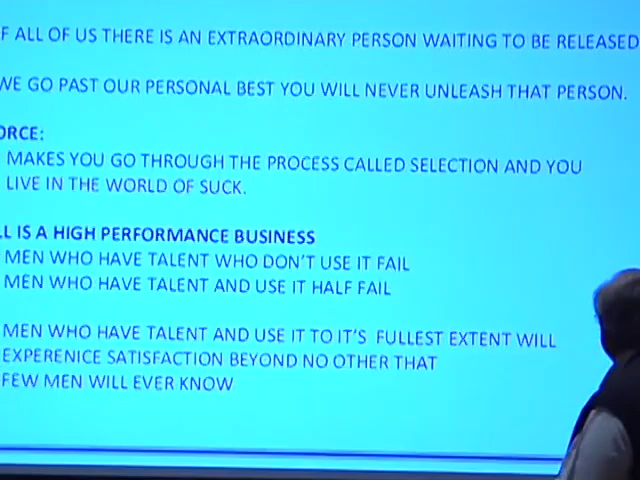 F ALL OF US THERE IS AN EXTRAORDINARY PERSON WAITING TO BE RELEASED
WE GO PAST OUR PERSONAL BEST YOU WILL NEVER UNLEASH THAT PERSON.
ORCE:
MAKES YOU GO THROUGH THE PROCESS CALLED SELECTION AND YOU
LIVE IN THE WORLD OF SUCK.
LL IS A HIGH PERFORMANCE BUSINESS
MEN WHO HAVE TALENT WHO DON'T USE IT FAIL
MEN WHO HAVE TALENT AND USE IT HALF FAIL
MEN WHO HAVE TALENT AND USE IT TO IT'S FULLEST EXTENT WILL
EXPERENICE SATISFACTION BEYOND NO OTHER THAT
FEW MEN WILL EVER KNOW